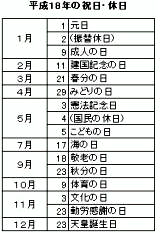 平成18年の祝日・休日
1月 1 元日
2 (振替休日)
9 成人の日
2月 11 建国記念の日
3月 21 春分の日
4月 29 みどりの日
5月 3 憲法記念日
4 (国民の休日)
5 こどもの日
7月 17 海の日
9月 18 敬老の日
23 秋分の日
10月 9 体育の日
11月 3 文化の日
23 勤労感謝の日
12月 23 天皇誕生日